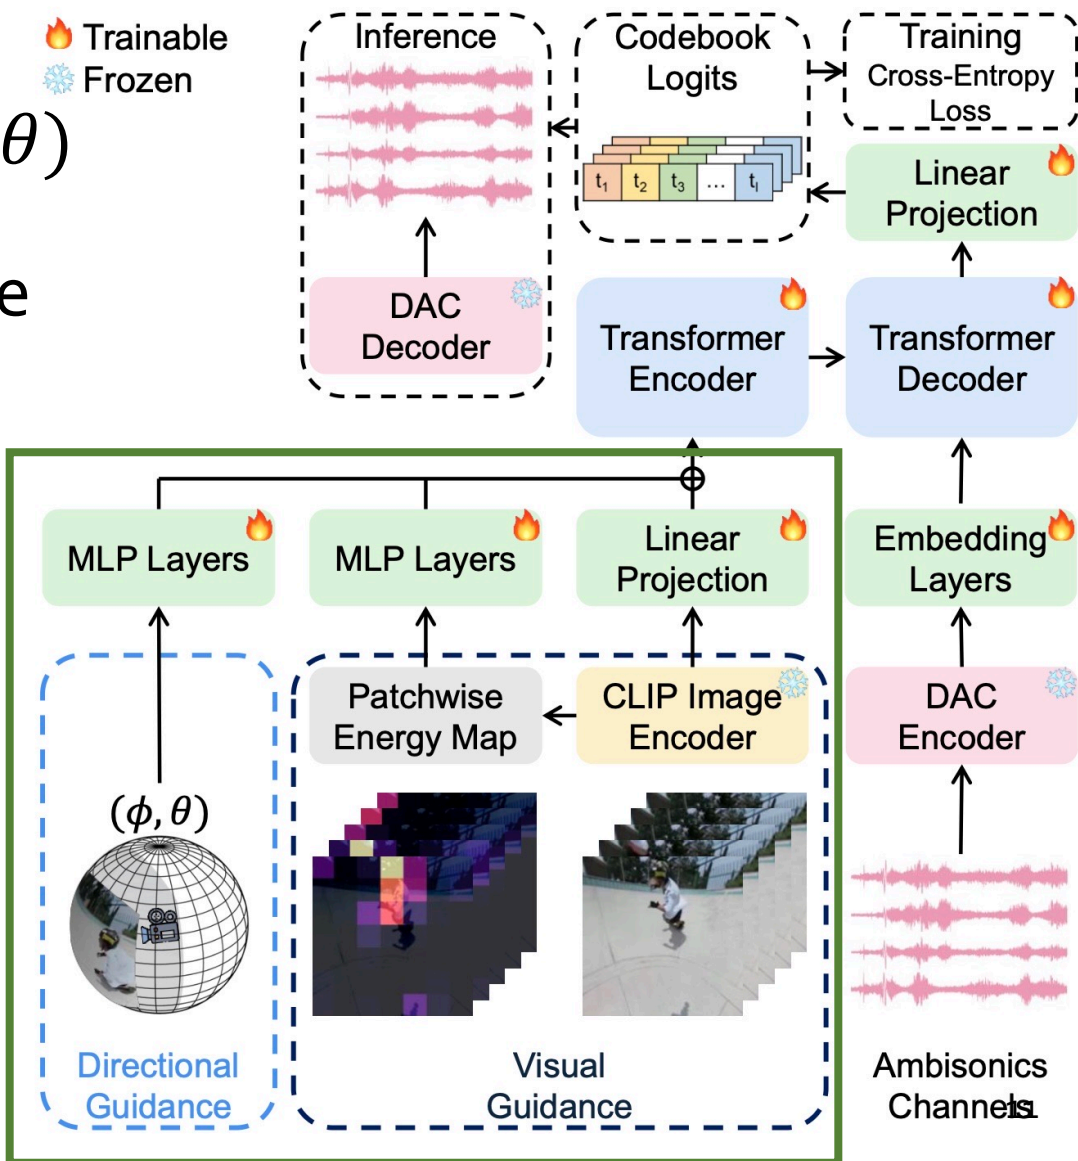 Trainable
Frozen
θ)
e
Inference
DAC
Decoder
Codebook
Logits
t₁ t₂ t₃ ... tₗ
Training
Cross-Entropy
Loss
Linear
Projection
Transformer
Encoder
Transformer
Decoder
MLP Layers
MLP Layers
Linear
Projection
Embedding
Layers
Patchwise
Energy Map
CLIP Image
Encoder
DAC
Encoder
(ϕ, θ)
Directional
Guidance
Visual
Guidance
Ambisonics
Channels
11